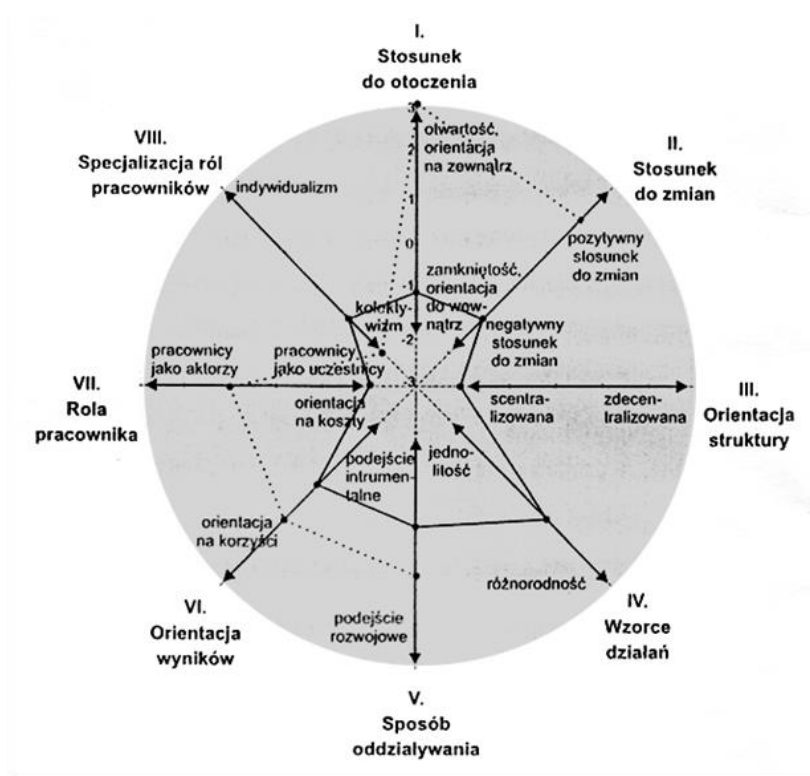 I.
Stosunek
do otoczenia
3
VIII.
Specjalizacja ról
pracowników
otwartość,
orientacja
na zewnątrz
2
II.
Stosunek
do zmian
indywidualizm
1
pozytywny
slosunek
do zmian
0
zamkniętość,
orientacja
do wow-
nątrz
-1
kolekty-
wizm
negatywny
stosunek
do zmian
-2
pracownicy
jako aktorzy
pracownicy
jako uczestnicy
VII.
Rola
pracownika
-3
III.
Orientacja
struktury
orientacja
na koszty
scentra-
lizowana
zdecen-
tralizowana
podejście
intrumen-
talne
jedno-
litość
orientacja
na korzyści
różnorodność
VI.
Orientacja
wyników
podejście
rozwojowe
IV.
Wzorce
działań
V.
Sposób
oddziaływania